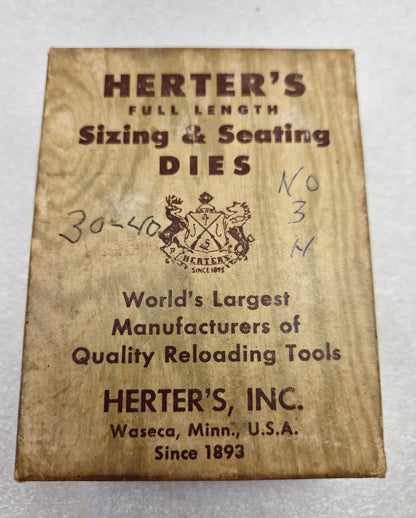 HERTER'S
FULL LENGTH
Sizing & Seating
DIES
30-40
NO
3
H
HERTER'S
SINCE 1893
World's Largest
Manufacturers of
Quality Reloading Tools
HERTER'S, INC.
Waseca, Minn., U.S.A.
Since 1893